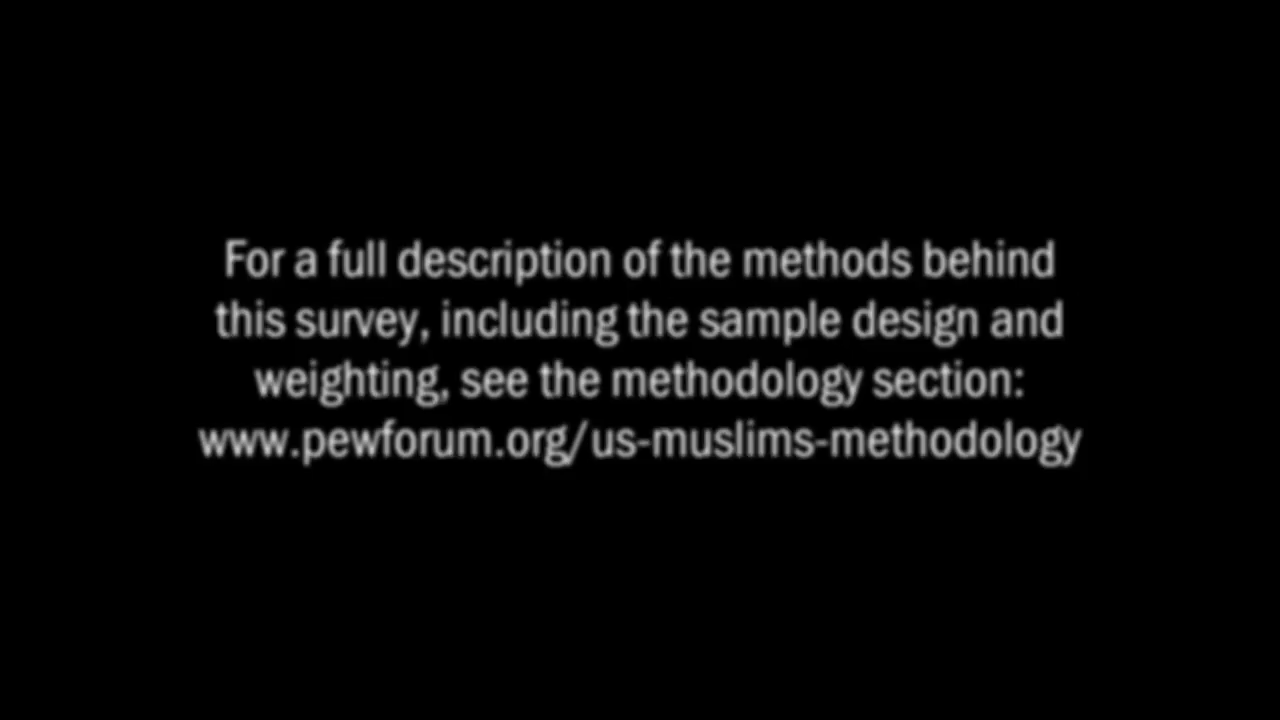 For a full description of the methods behind
this survey, including the sample design and
weighting, see the methodology section:
www.pewforum.org/us-muslims-methodology